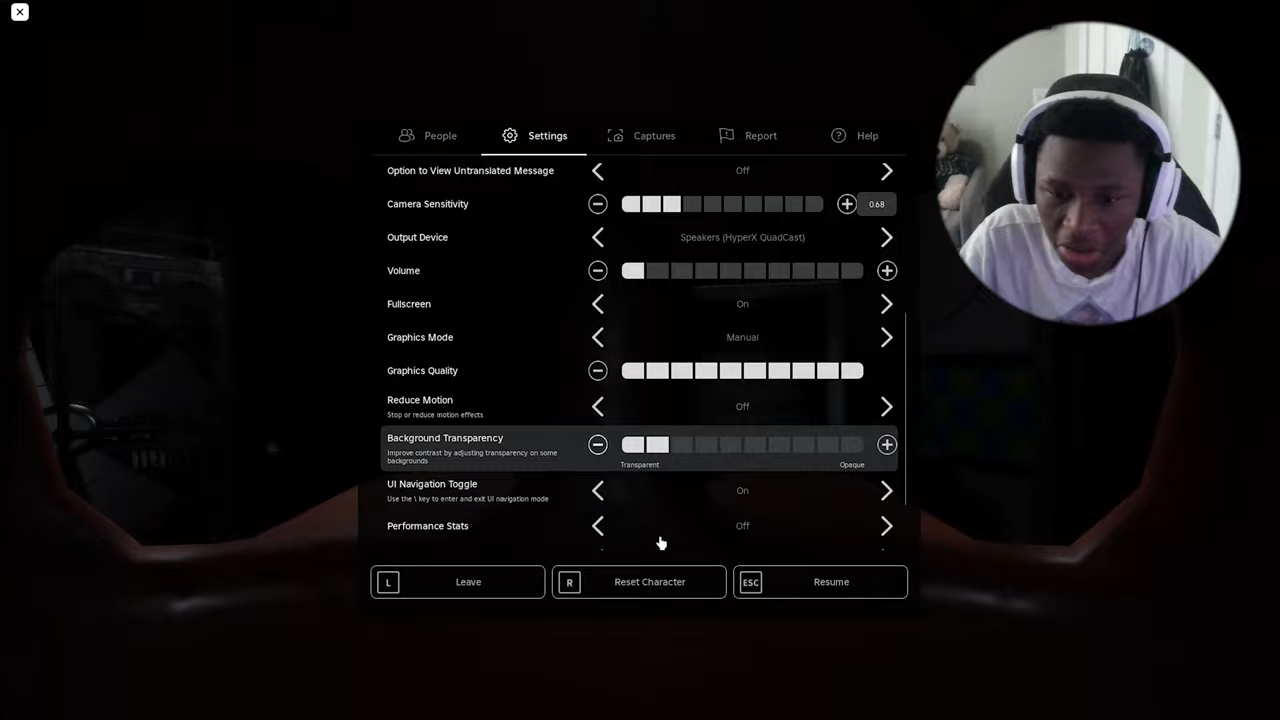 People
Settings
Captures
Report
Help
Option to View Untranslated Message Off
Camera Sensitivity 0.68
Output Device Speakers (HyperX QuadCast)
Volume
Fullscreen On
Graphics Mode Manual
Graphics Quality
Reduce Motion Off
Stop or reduce motion effects
Background Transparency
Improve contrast by adjusting transparency on some
backgrounds
Transparent Opaque
UI Navigation Toggle On
Use the \ key to enter and exit UI navigation mode
Performance Stats Off
L Leave
R Reset Character
ESC Resume